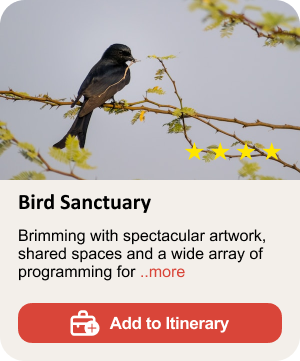 Bird Sanctuary
Brimming with spectacular artwork,
shared spaces and a wide array of
programming for ..more
Add to Itinerary